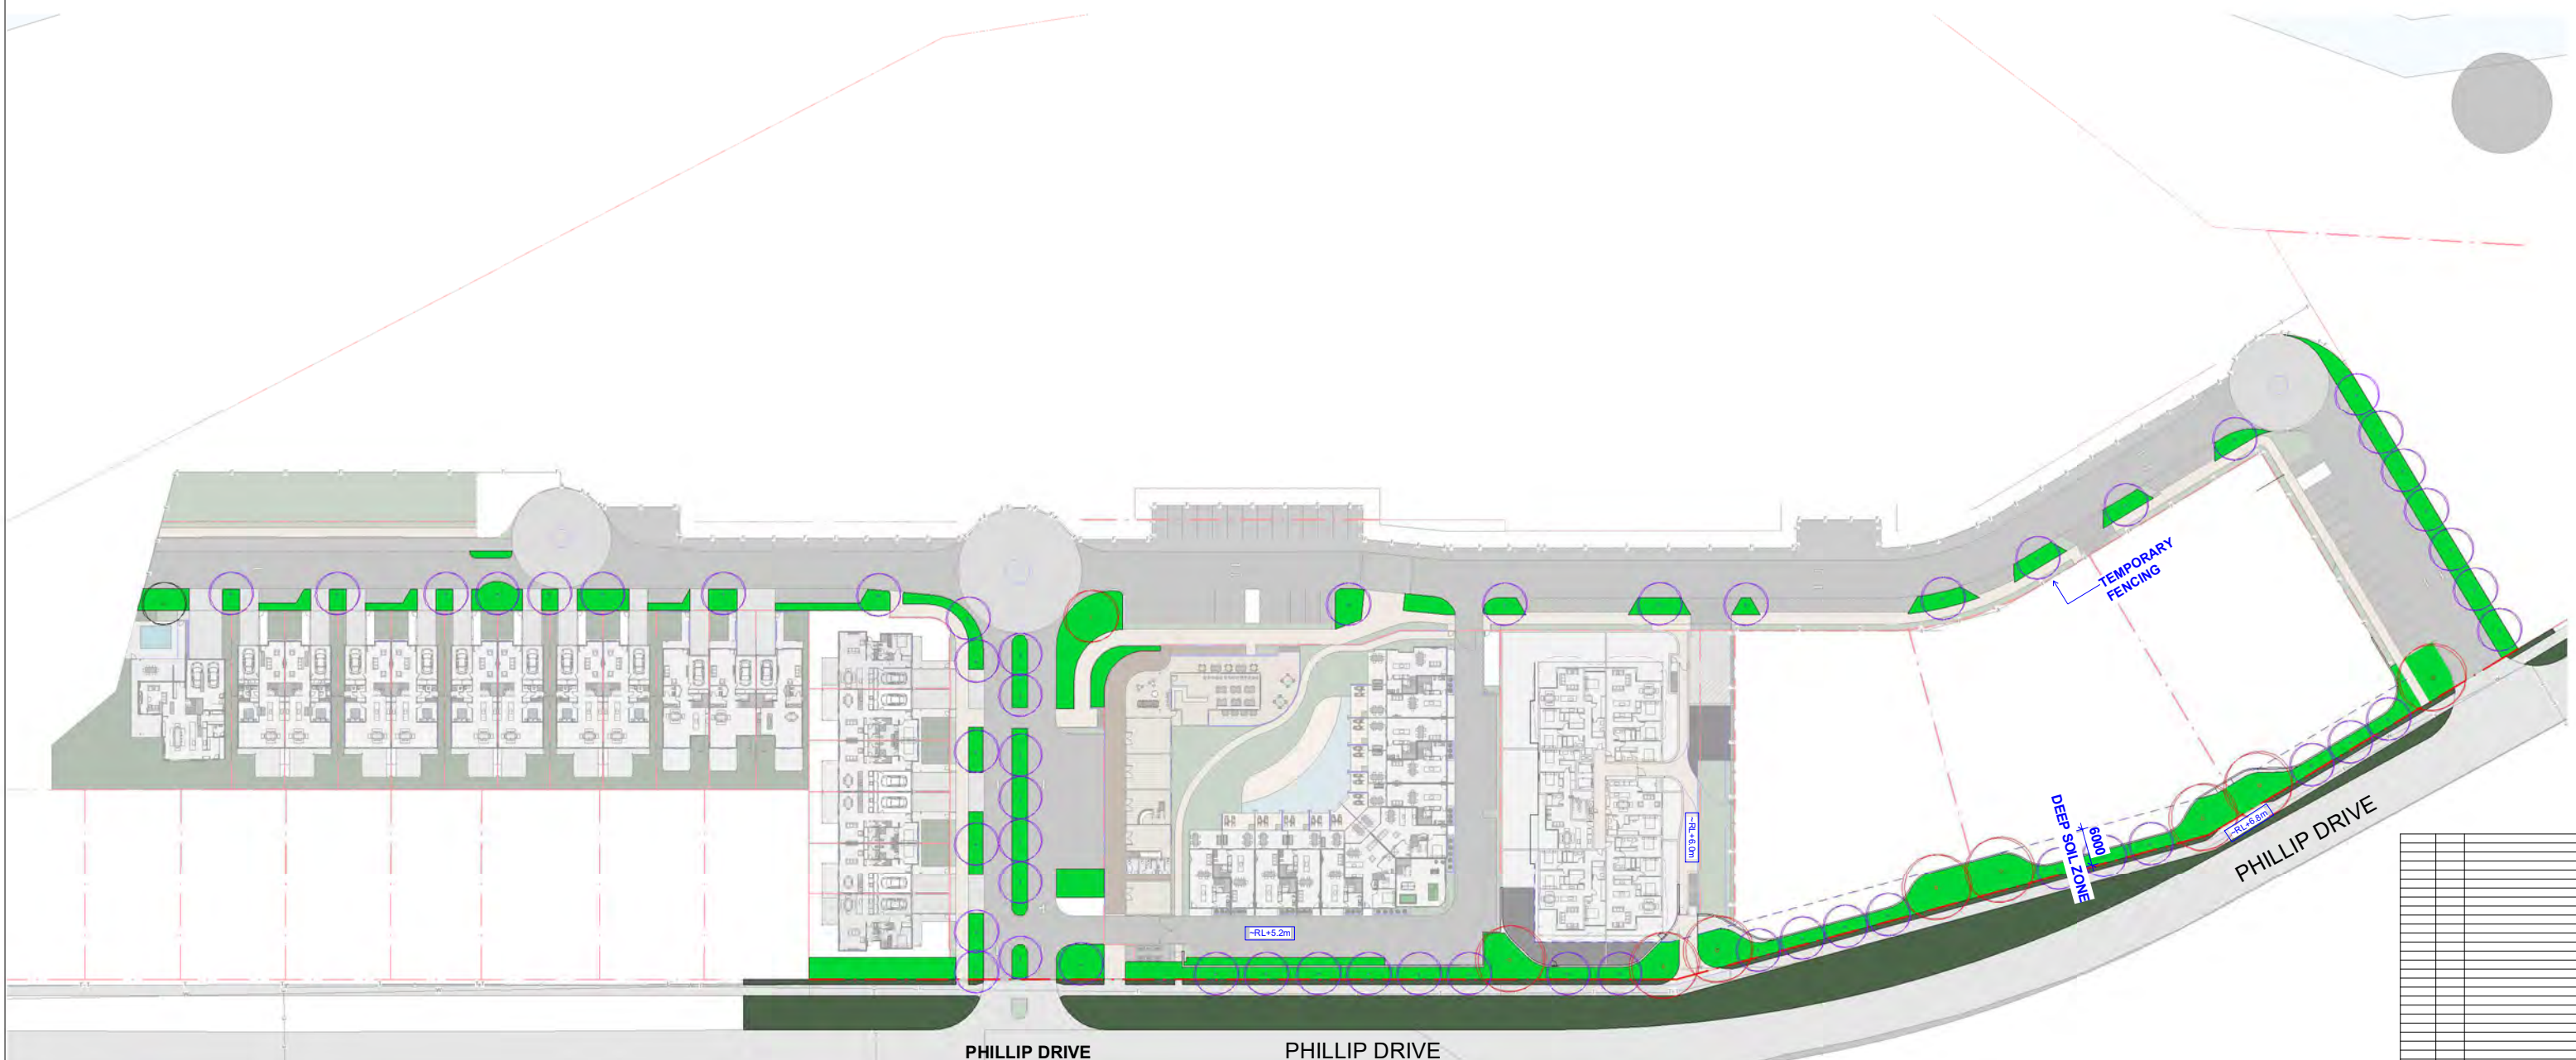 TEMPORARY
FENCING
~RL+6.0m
DEEP SOIL ZONE
6000
~RL+6.8m
PHILLIP DRIVE
~RL+5.2m
PHILLIP DRIVE
PHILLIP DRIVE